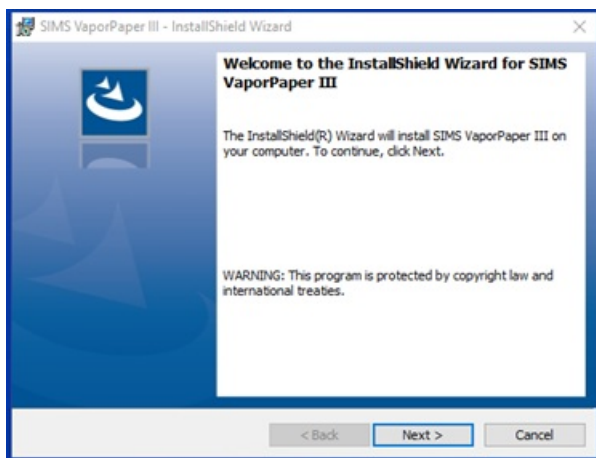 SIMS VaporPaper III - InstallShield Wizard
Welcome to the InstallShield Wizard for SIMS
VaporPaper III
The InstallShield(R) Wizard will install SIMS VaporPaper III on
your computer. To continue, click Next.
WARNING: This program is protected by copyright law and
international treaties.
< Back Next > Cancel